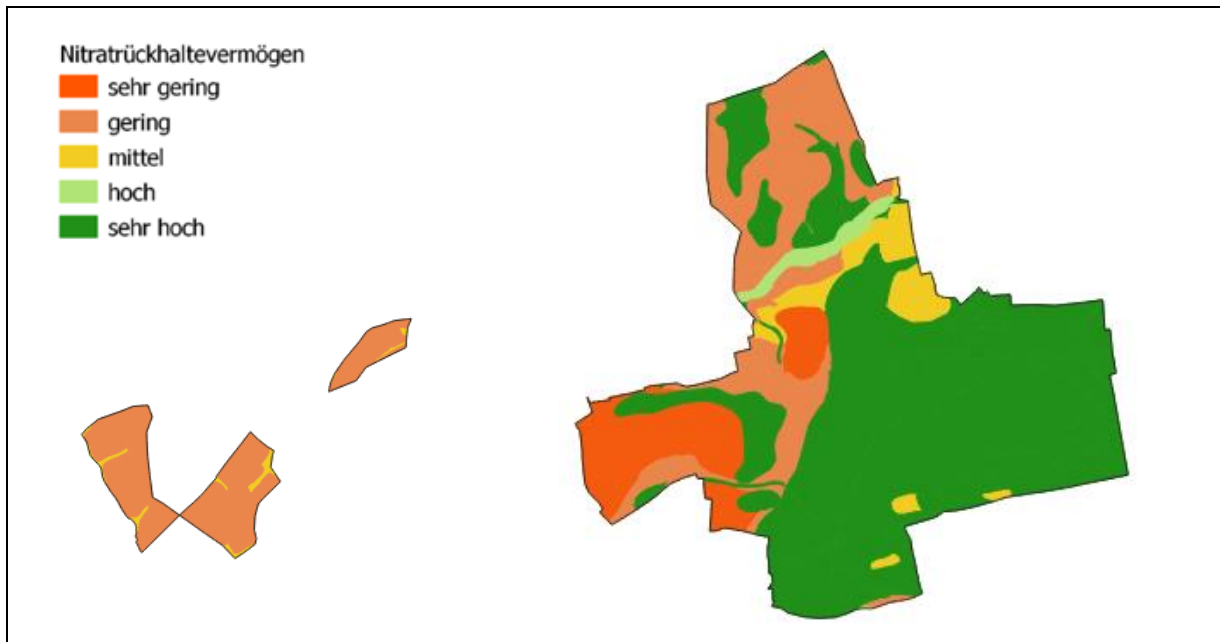 Nitratrückhaltevermögen
sehr gering
gering
mittel
hoch
sehr hoch